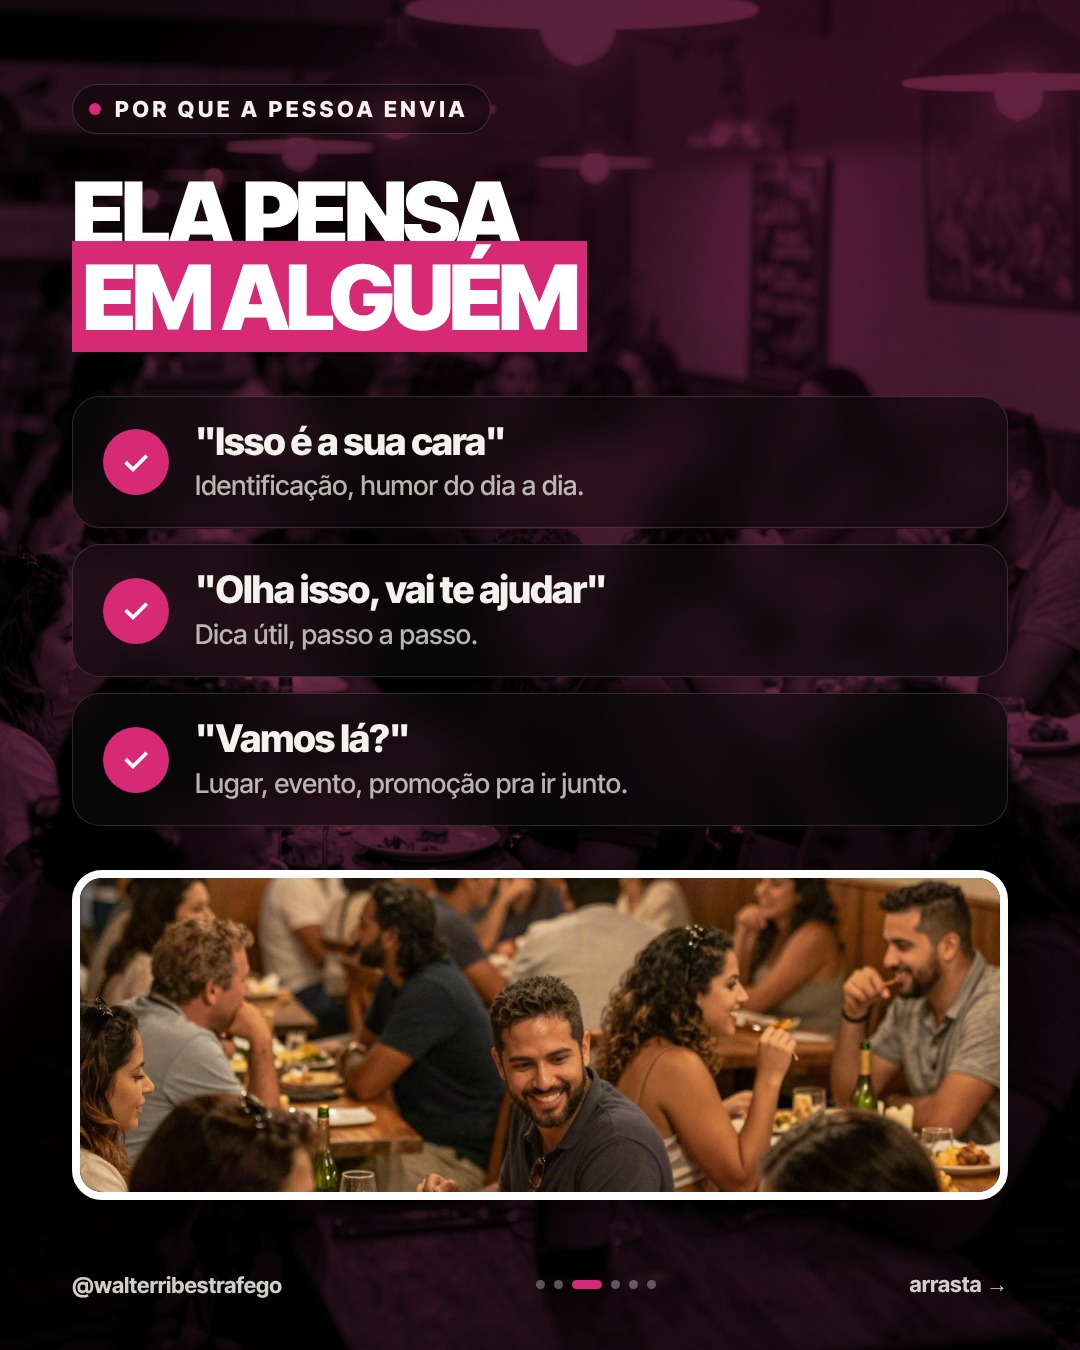 POR QUE A PESSOA ENVIA
ELA PENSA
EM ALGUÉM
"Isso é a sua cara"
Identificação, humor do dia a dia.
"Olha isso, vai te ajudar"
Dica útil, passo a passo.
"Vamos lá?"
Lugar, evento, promoção pra ir junto.
@walterribestrafego
arrasta →